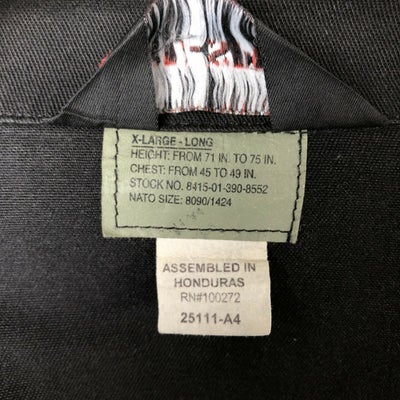 X-LARGE - LONG
HEIGHT: FROM 71 IN. TO 75 IN.
CHEST: FROM 45 TO 49 IN.
STOCK NO. 8415-01-390-8552
NATO SIZE: 8090/1424
ASSEMBLED IN
HONDURAS
RN#100272
25111-A4